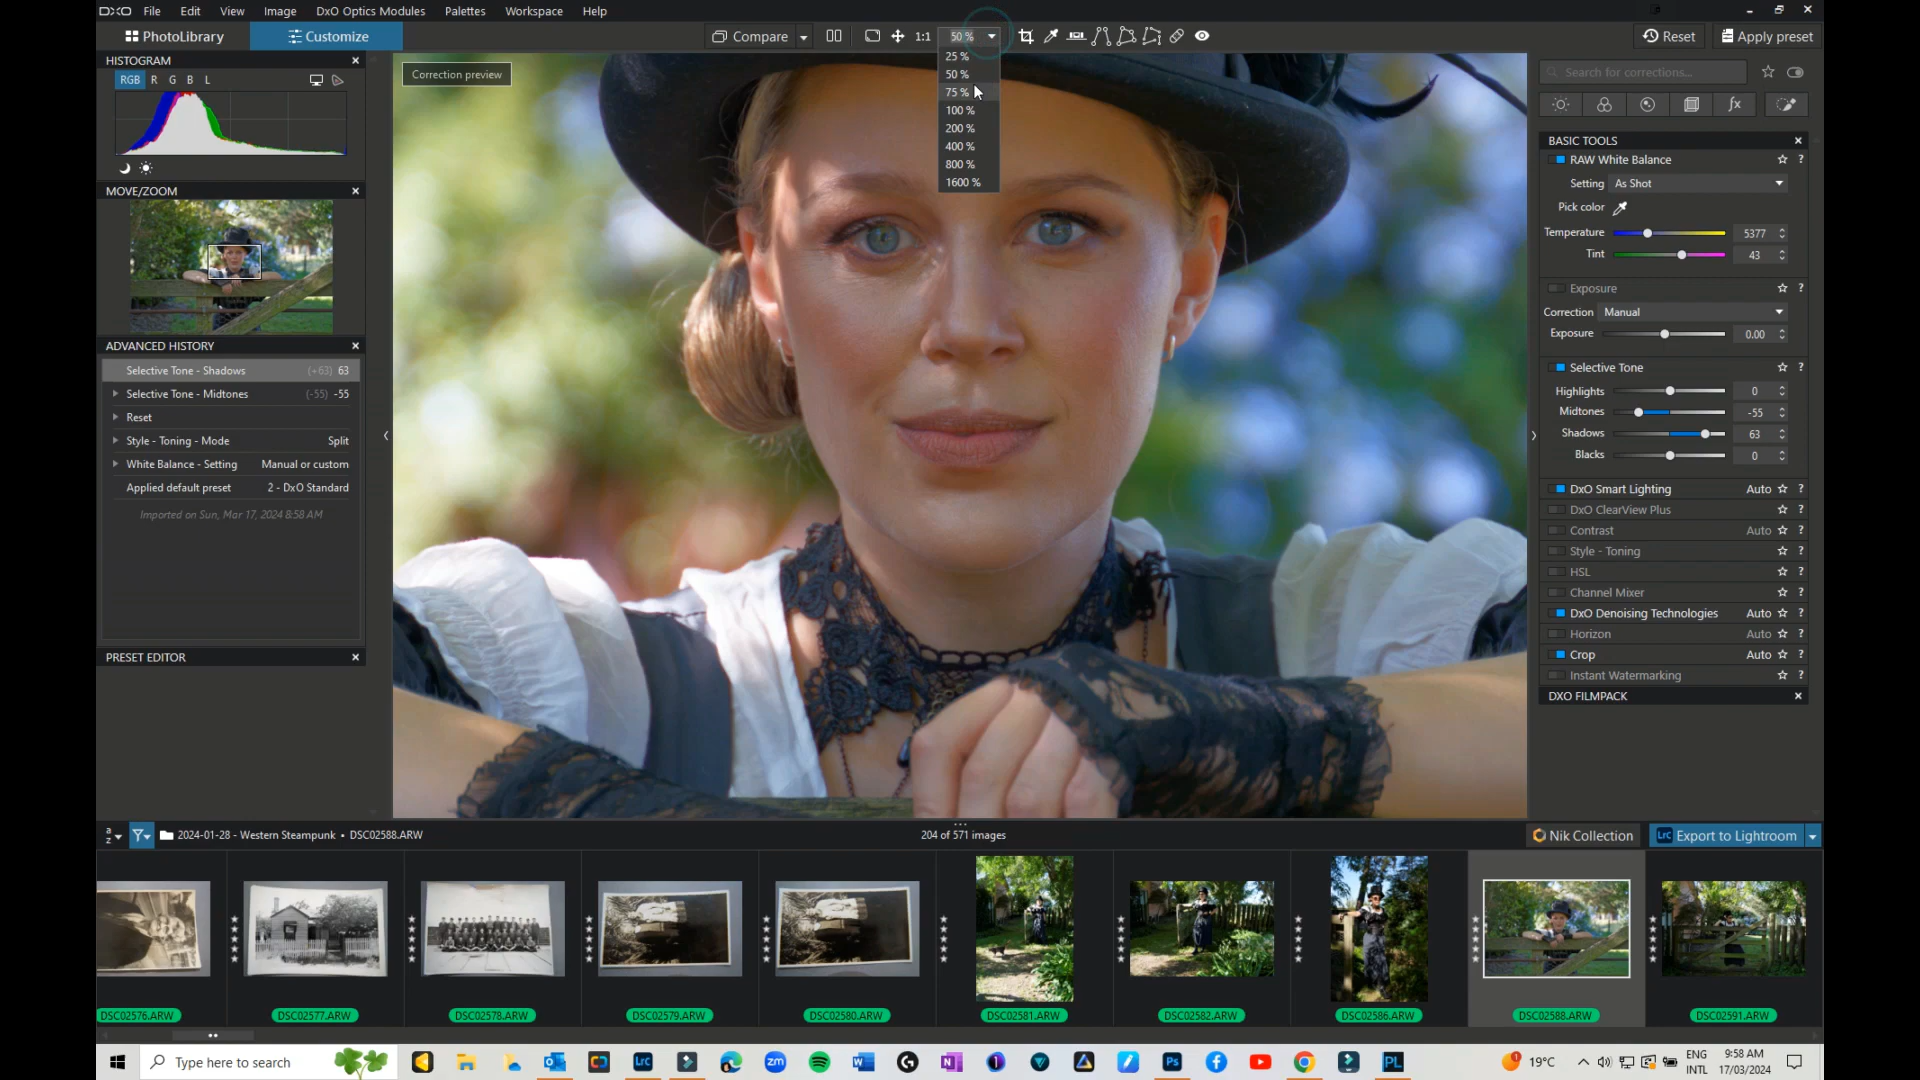 DXO File Edit View Image DxO Optics Modules Palettes Workspace Help
PhotoLibrary Customize Compare 1:1 50 % Reset Apply preset
HISTOGRAM
RGB R G B L
MOVE/ZOOM
ADVANCED HISTORY
Selective Tone - Shadows (+63) 63
Selective Tone - Midtones (-55) -55
Reset
Style - Toning - Mode Split
White Balance - Setting Manual or custom
Applied default preset 2 - DxO Standard
Imported on Sun, Mar 17, 2024 8:58 AM
PRESET EDITOR
Correction preview
25 %
50 %
75 %
100 %
200 %
400 %
800 %
1600 %
Search for corrections...
fx
BASIC TOOLS
RAW White Balance ?
Setting As Shot
Pick color
Temperature 5377
Tint 43
Exposure ?
Correction Manual
Exposure 0.00
Selective Tone ?
Highlights 0
Midtones -55
Shadows 63
Blacks 0
DxO Smart Lighting Auto ?
DxO ClearView Plus ?
Contrast Auto ?
Style - Toning ?
HSL ?
Channel Mixer ?
DxO Denoising Technologies Auto ?
Horizon Auto ?
Crop Auto ?
Instant Watermarking ?
DXO FILMPACK
a z 2024-01-28 - Western Steampunk • DSC02588.ARW 204 of 571 images Nik Collection LrC Export to Lightroom
DSC02576.ARW DSC02577.ARW DSC02578.ARW DSC02579.ARW DSC02580.ARW DSC02581.ARW DSC02582.ARW DSC02586.ARW DSC02588.ARW DSC02591.ARW
Type here to search LrC zm W N Ps PL 1 19°C ENG 9:58 AM
INTL 17/03/2024